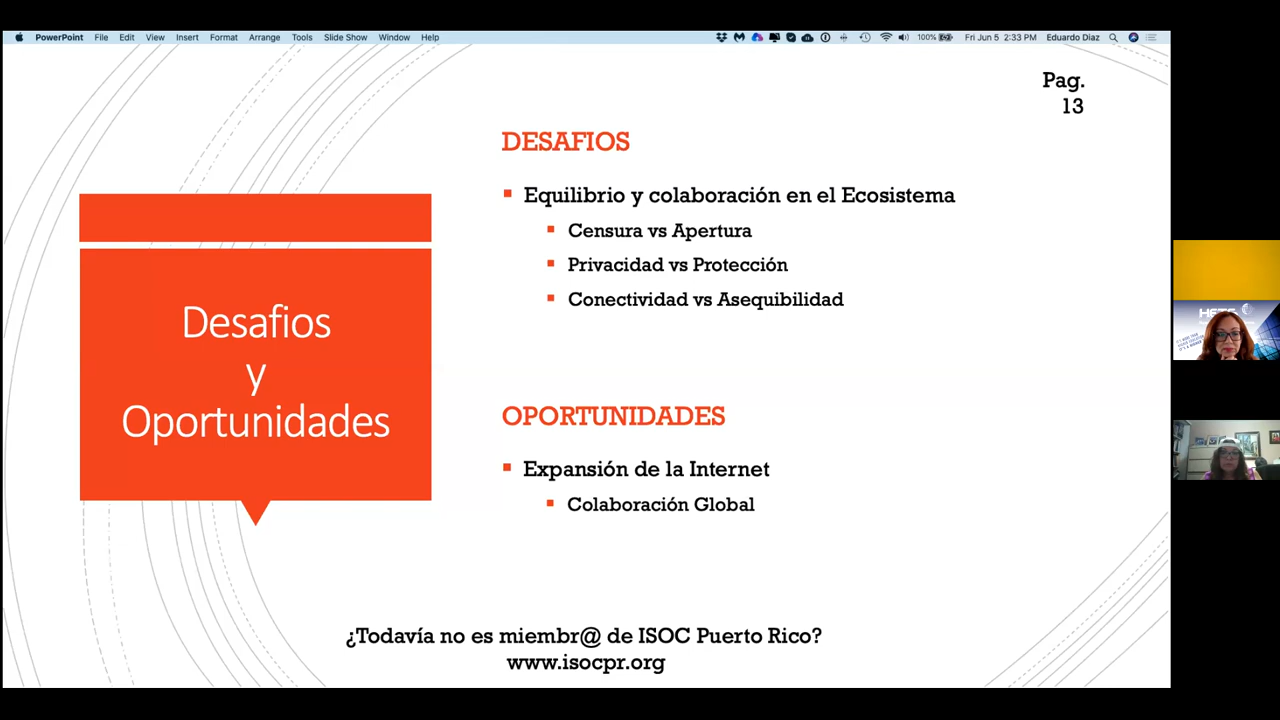 PowerPoint File Edit View Insert Format Arrange Tools Slide Show Window Help 100% Fri Jun 5 2:33 PM Eduardo Diaz
Pag.
13
DESAFIOS
Equilibrio y colaboración en el Ecosistema
Censura vs Apertura
Privacidad vs Protección
Conectividad vs Asequibilidad
Desafios
y
Oportunidades
OPORTUNIDADES
Expansión de la Internet
Colaboración Global
¿Todavía no es miembr@ de ISOC Puerto Rico?
www.isocpr.org